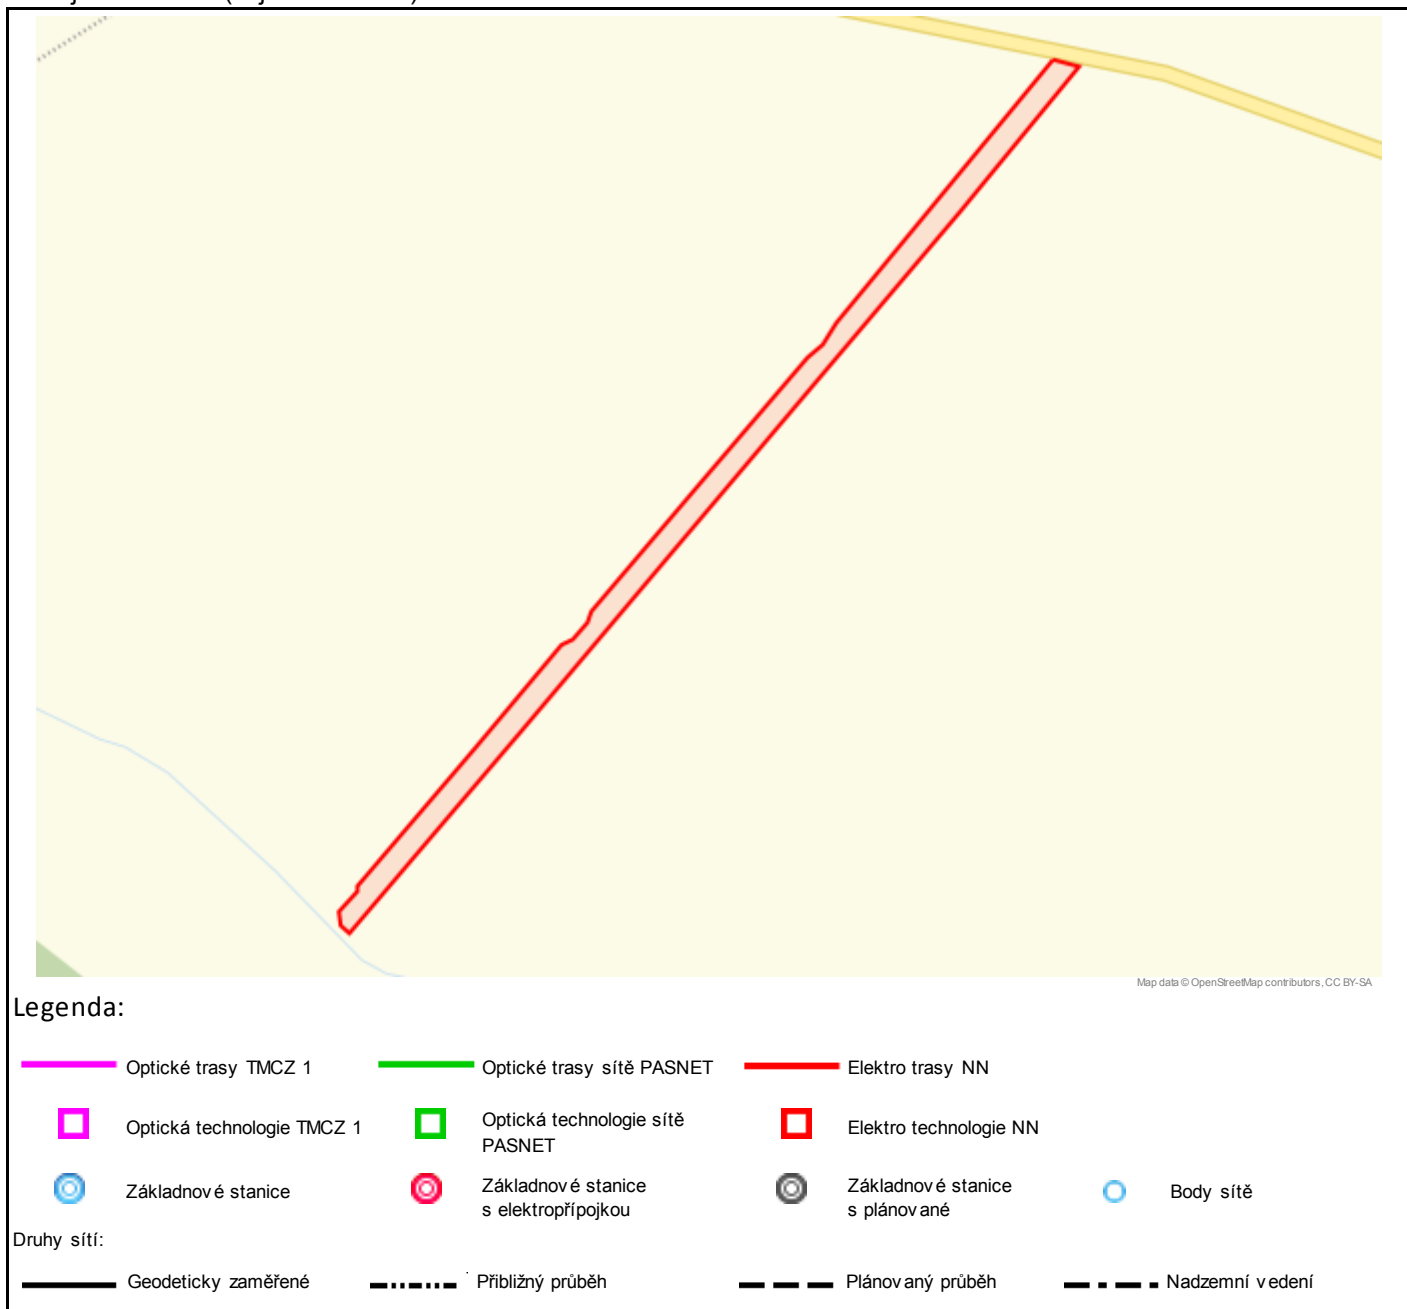 Map data © OpenStreetMap contributors, CC BY-SA
Legenda:
Optické trasy TMCZ 1
Optické trasy sítě PASNET
Elektro trasy NN
Optická technologie TMCZ 1
Optická technologie sítě
PASNET
Elektro technologie NN
Základnové stanice
Základnové stanice
s elektropřípojkou
Základnové stanice
s plánované
Body sítě
Druhy sítí:
Geodeticky zaměřené
Přibližný průběh
Plánovaný průběh
Nadzemní vedení